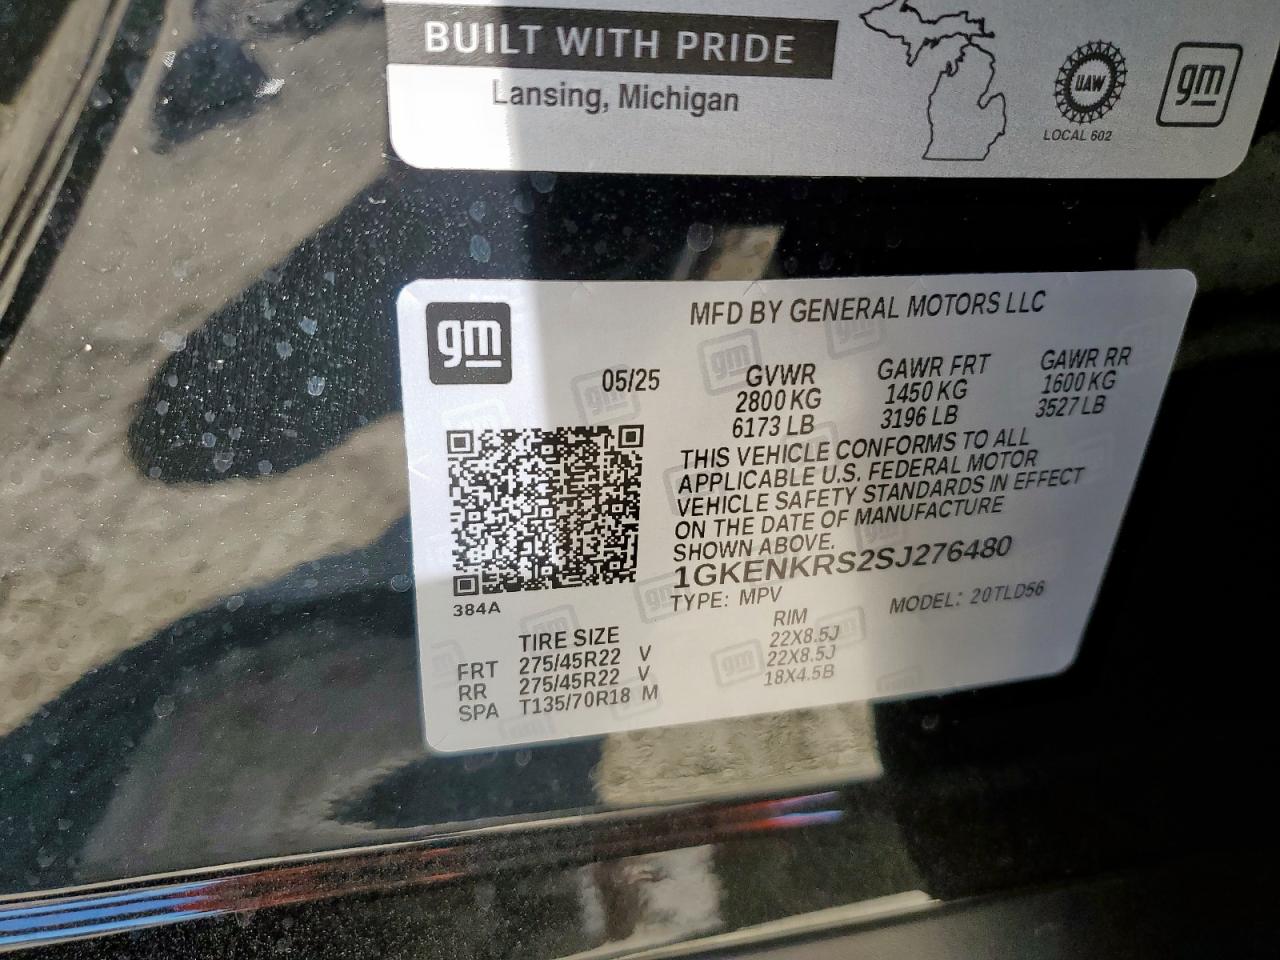 BUILT WITH PRIDE
Lansing, Michigan
UAW
LOCAL 602
gm
gm
MFD BY GENERAL MOTORS LLC
05/25
GVWR
2800 KG
6173 LB
GAWR FRT
1450 KG
3196 LB
GAWR RR
1600 KG
3527 LB
THIS VEHICLE CONFORMS TO ALL
APPLICABLE U.S. FEDERAL MOTOR
VEHICLE SAFETY STANDARDS IN EFFECT
ON THE DATE OF MANUFACTURE
SHOWN ABOVE.
1GKENKRS2SJ276480
TYPE: MPV MODEL: 20TLD56
384A
TIRE SIZE RIM
FRT 275/45R22 V 22X8.5J
RR 275/45R22 V 22X8.5J
SPA T135/70R18 M 18X4.5B